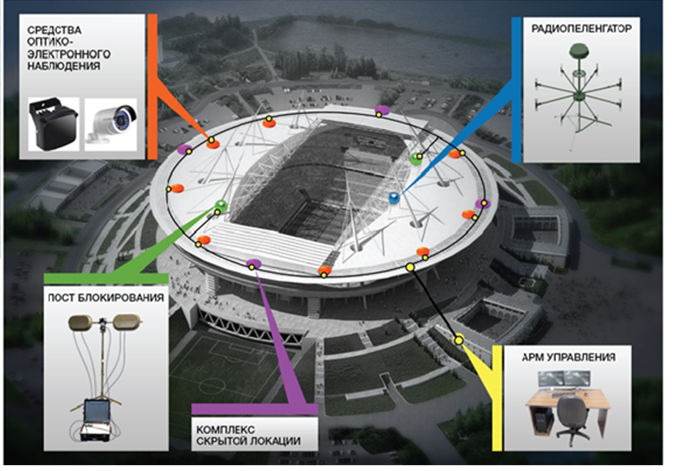 СРЕДСТВА
ОПТИКО-
ЭЛЕКТРОННОГО
НАБЛЮДЕНИЯ
РАДИОПЕЛЕНГАТОР
ПОСТ БЛОКИРОВАНИЯ
АРМ УПРАВЛЕНИЯ
КОМПЛЕКС
СКРЫТОЙ ЛОКАЦИИ